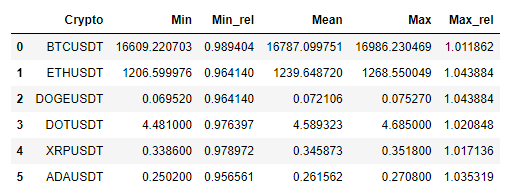 Crypto Min Min_rel Mean Max Max_rel
0 BTCUSDT 16609.220703 0.989404 16787.099751 16986.230469 1.011862
1 ETHUSDT 1206.599976 0.964140 1239.648720 1268.550049 1.043884
2 DOGEUSDT 0.069520 0.964140 0.072106 0.075270 1.043884
3 DOTUSDT 4.481000 0.976397 4.589323 4.685000 1.020848
4 XRPUSDT 0.338600 0.978972 0.345873 0.351800 1.017136
5 ADAUSDT 0.250200 0.956561 0.261562 0.270800 1.035319